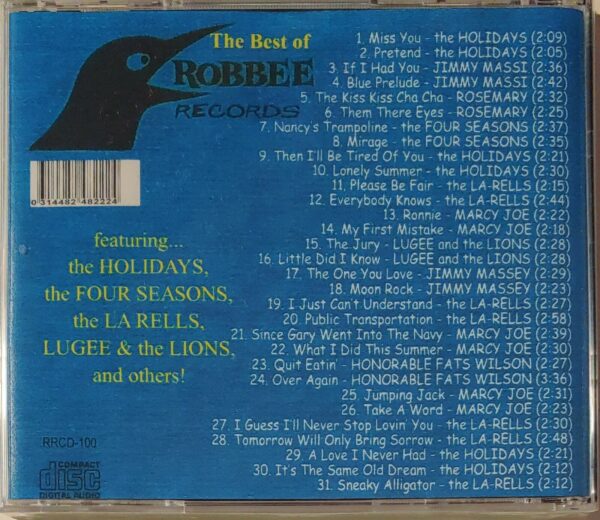 The Best of
ROBBEE
RECORDS
0 314482 482224
featuring...
the HOLIDAYS,
the FOUR SEASONS,
the LA RELLS,
LUGEE & the LIONS,
and others!
RRCD-100
COMPACT
disc
DIGITAL AUDIO
1. Miss You - the HOLIDAYS (2:09)
2. Pretend - the HOLIDAYS (2:05)
3. If I Had You - JIMMY MASSI (2:36)
4. Blue Prelude - JIMMY MASSI (2:42)
5. The Kiss Kiss Cha Cha - ROSEMARY (2:32)
6. Them There Eyes - ROSEMARY (2:25)
7. Nancy's Trampoline - the FOUR SEASONS (2:37)
8. Mirage - the FOUR SEASONS (2:35)
9. Then I'll Be Tired Of You - the HOLIDAYS (2:21)
10. Lonely Summer - the HOLIDAYS (2:30)
11. Please Be Fair - the LA-RELLS (2:15)
12. Everybody Knows - the LA-RELLS (2:44)
13. Ronnie - MARCY JOE (2:22)
14. My First Mistake - MARCY JOE (2:18)
15. The Jury - LUGEE and the LIONS (2:28)
16. Little Did I Know - LUGEE and the LIONS (2:28)
17. The One You Love - JIMMY MASSEY (2:29)
18. Moon Rock - JIMMY MASSEY (2:23)
19. I Just Can't Understand - the LA-RELLS (2:27)
20. Public Transportation - the LA-RELLS (2:58)
21. Since Gary Went Into The Navy - MARCY JOE (2:39)
22. What I Did This Summer - MARCY JOE (2:30)
23. Quit Eatin' - HONORABLE FATS WILSON (2:27)
24. Over Again - HONORABLE FATS WILSON (3:36)
25. Jumping Jack - MARCY JOE (2:31)
26. Take A Word - MARCY JOE (2:23)
27. I Guess I'll Never Stop Lovin' You - the LA-RELLS (2:30)
28. Tomorrow Will Only Bring Sorrow - the LA-RELLS (2:48)
29. A Love I Never Had - the HOLIDAYS (2:21)
30. It's The Same Old Dream - the HOLIDAYS (2:12)
31. Sneaky Alligator - the LA-RELLS (2:12)